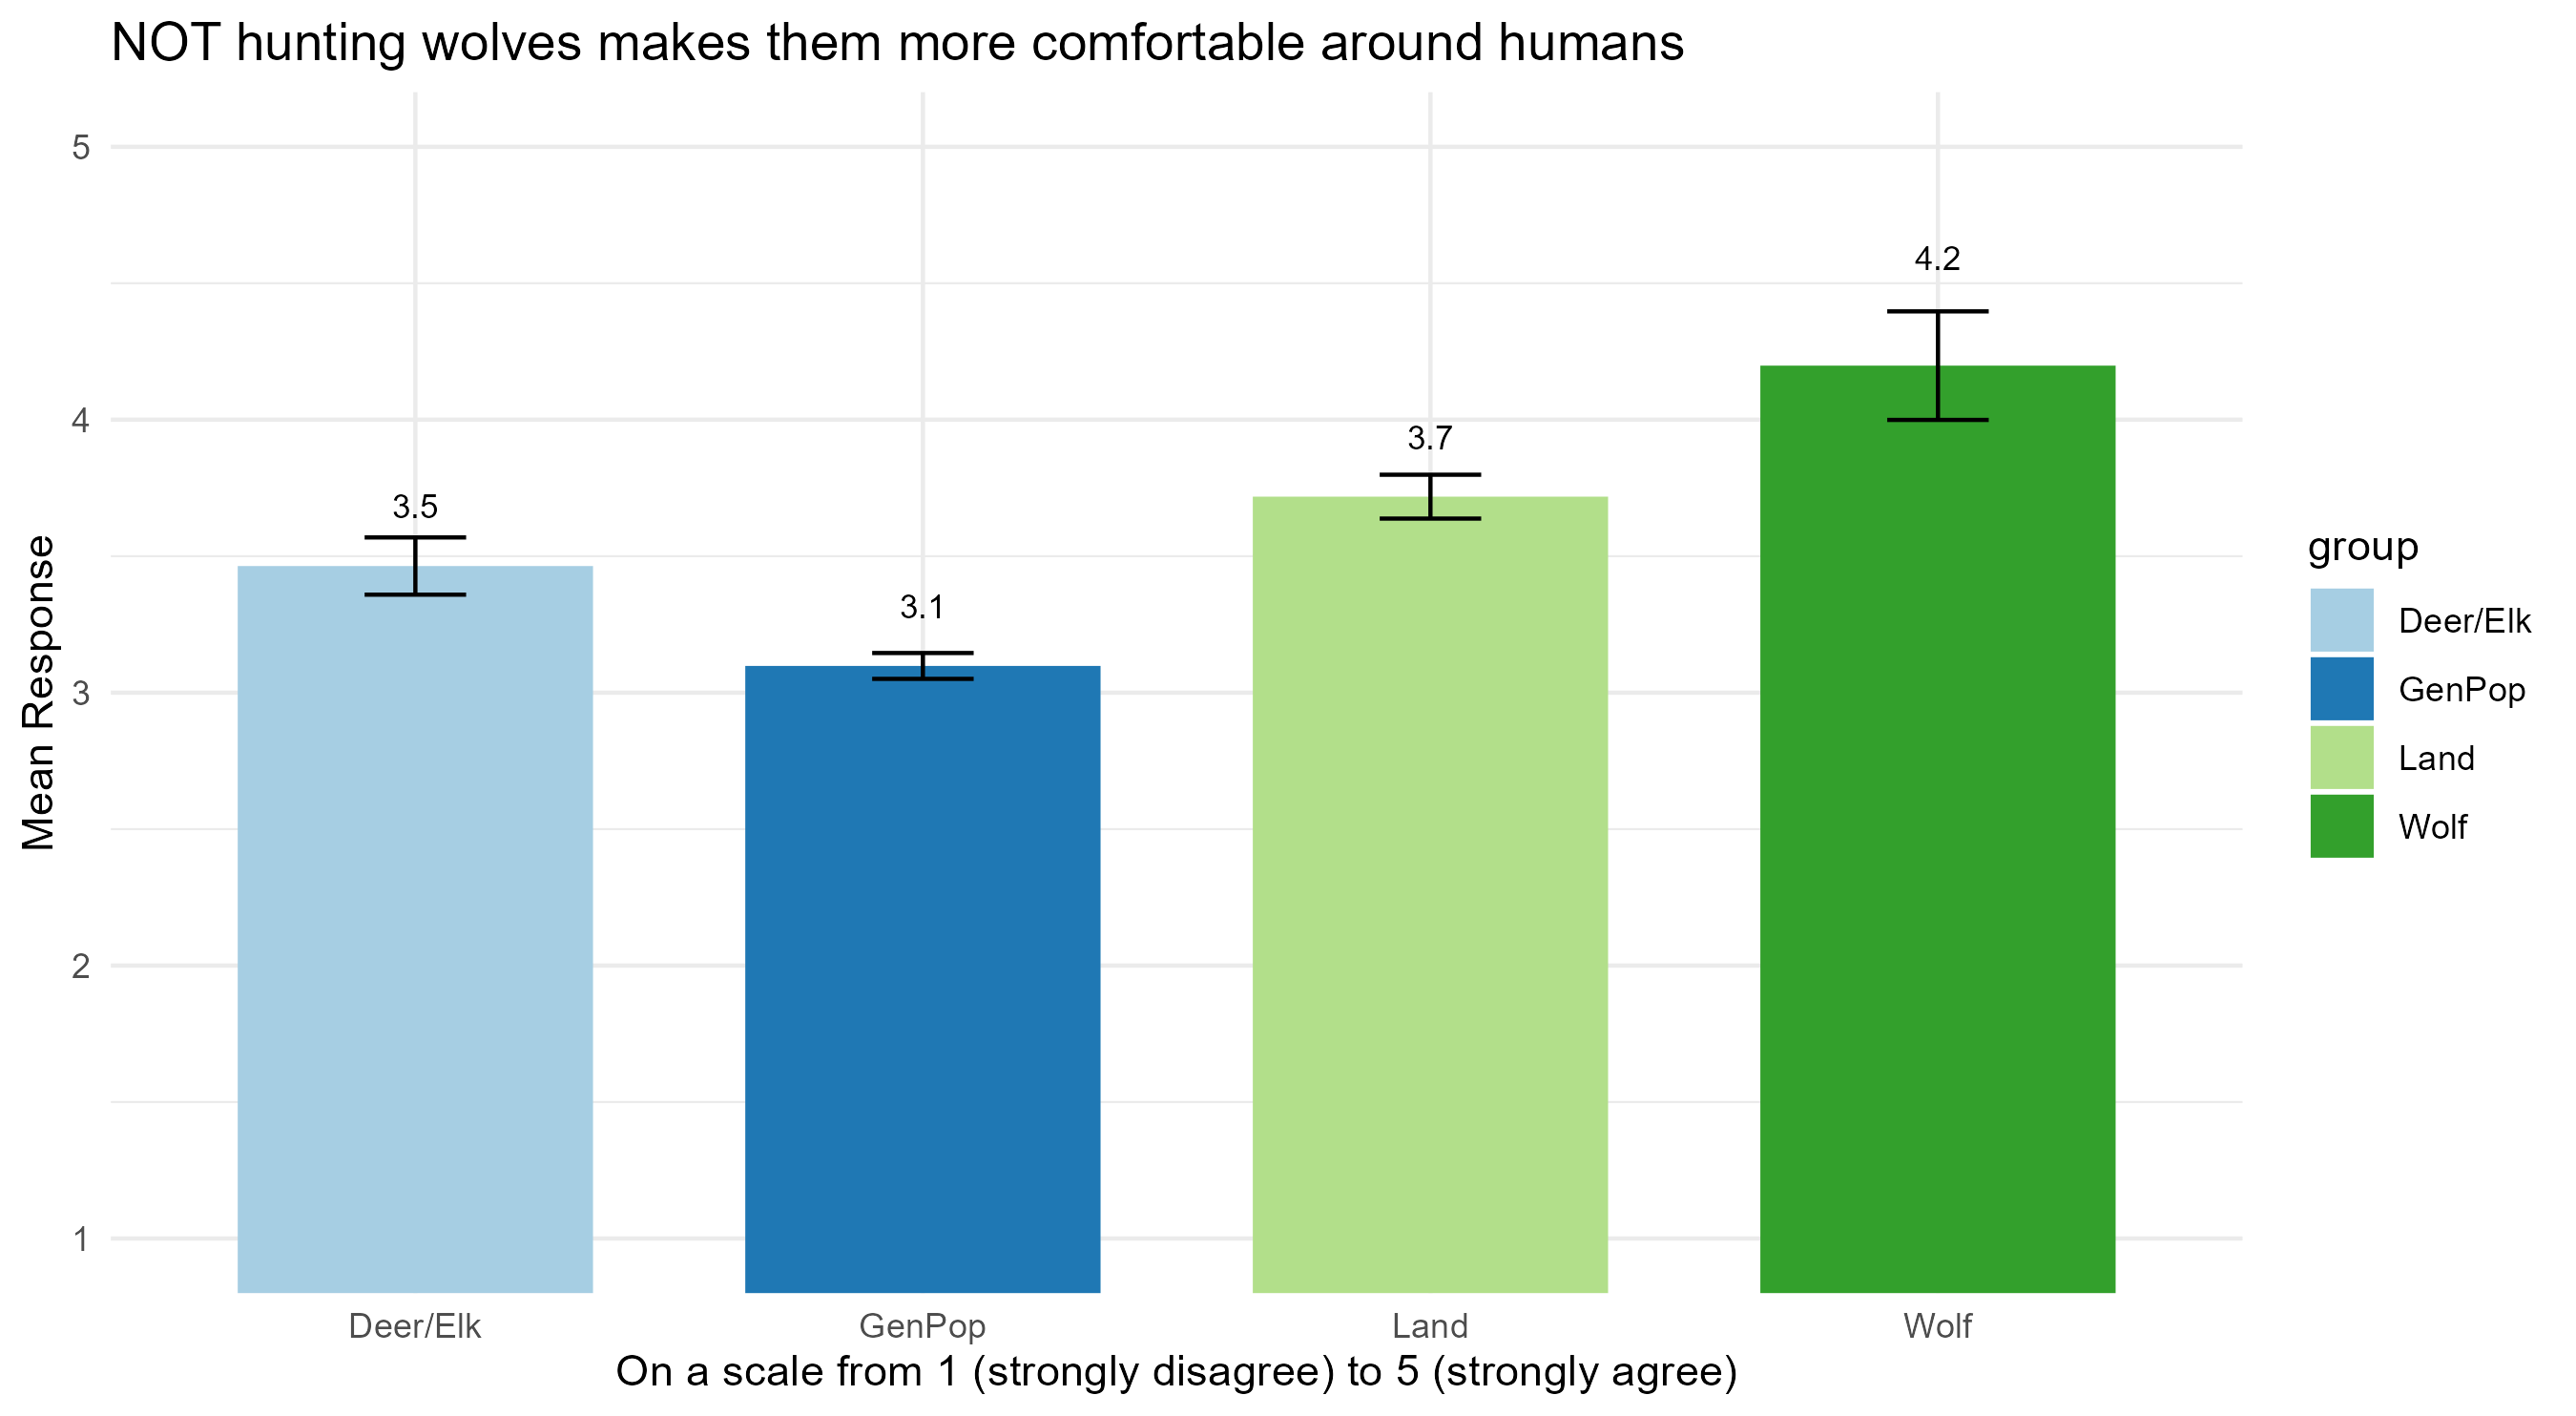 NOT hunting wolves makes them more comfortable around humans
5
4
3
2
1
Mean Response
3.5
3.1
3.7
4.2
Deer/Elk
GenPop
Land
Wolf
On a scale from 1 (strongly disagree) to 5 (strongly agree)
group
Deer/Elk
GenPop
Land
Wolf